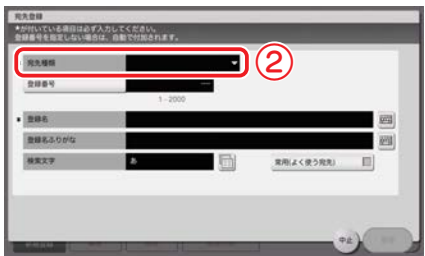 宛先登録
★が付いている項目は必ず入力してください。
登録番号を指定しない場合は、自動で付加されます。
宛先種類
②
登録番号
1 - 2000
登録名
登録名ふりがな
検索文字 あ 常用(よく使う宛先)
中止